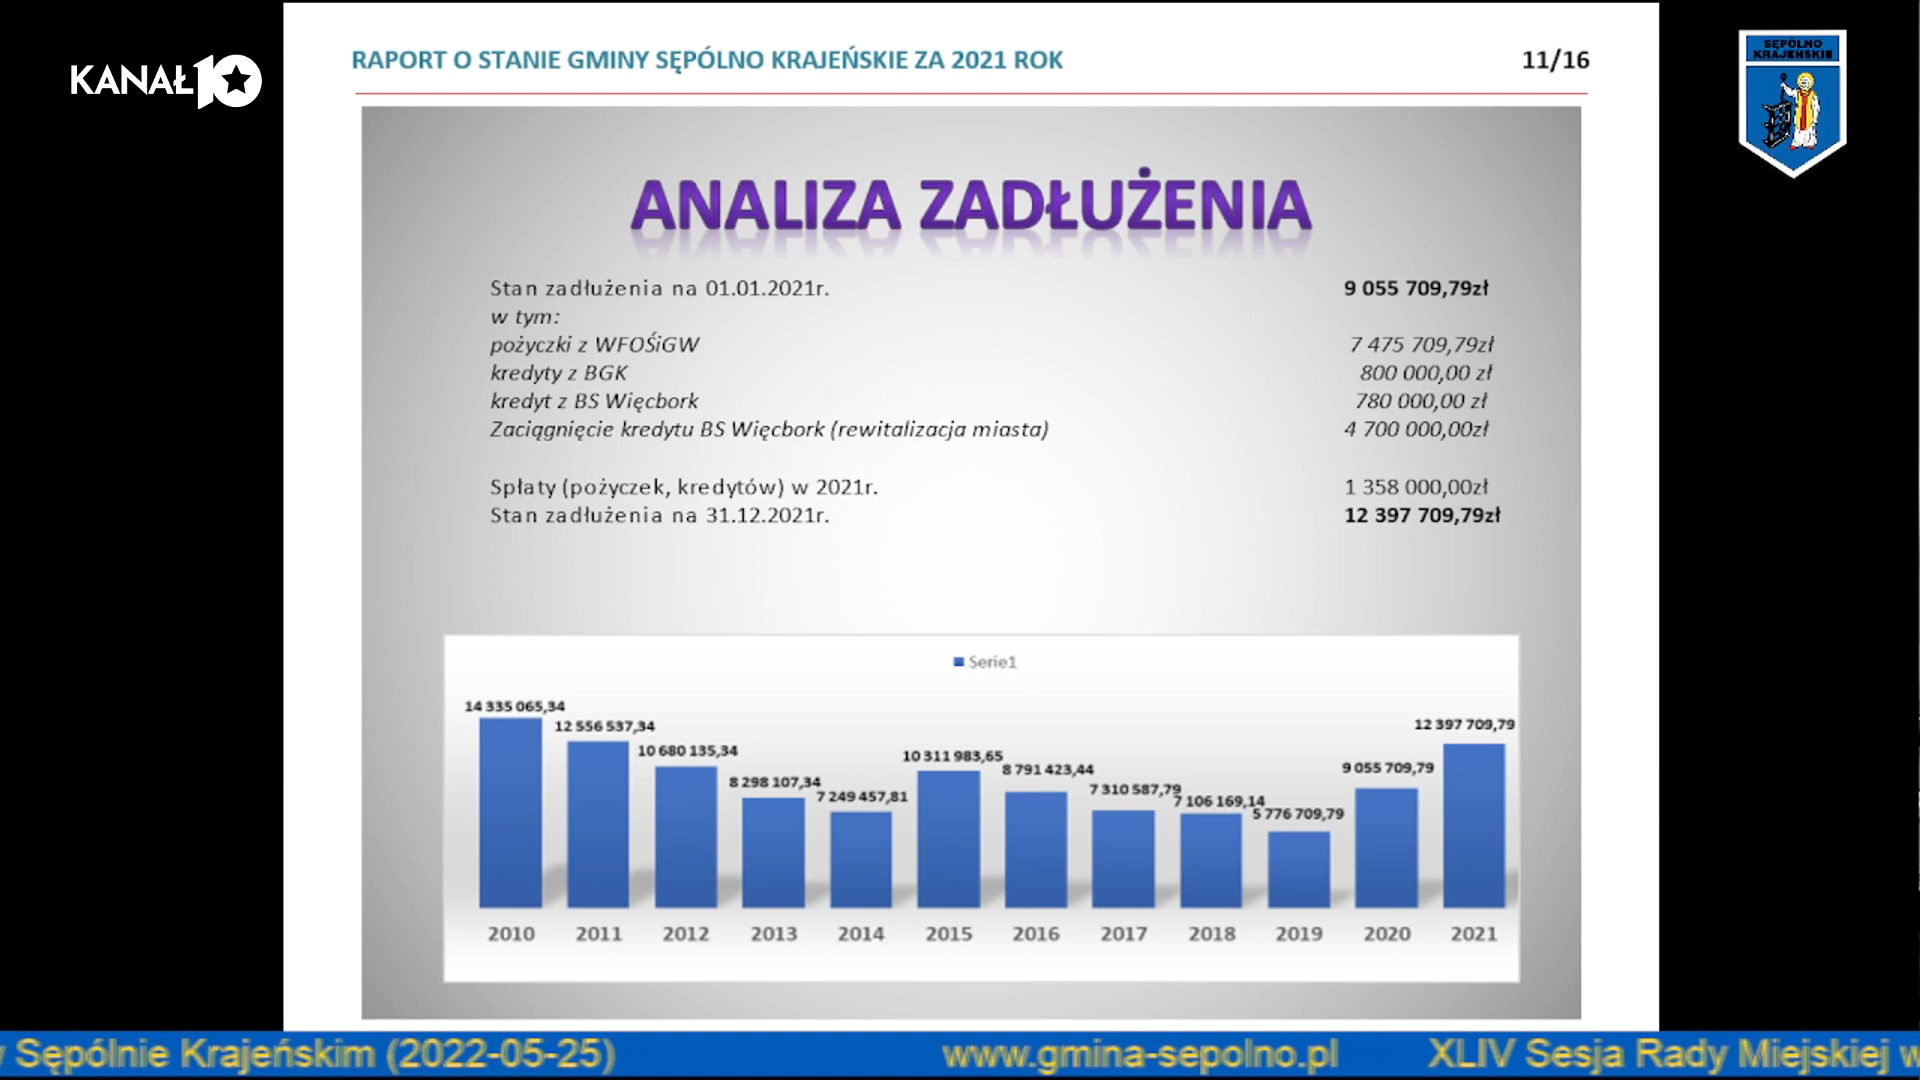 KANAŁ 10
RAPORT O STANIE GMINY SĘPÓLNO KRAJEŃSKIE ZA 2021 ROK 11/16
SĘPÓLNO
KRAJEŃSKIE
ANALIZA ZADŁUŻENIA
Stan zadłużenia na 01.01.2021r. 9 055 709,79zł
w tym:
pożyczki z WFOŚiGW 7 475 709,79zł
kredyty z BGK 800 000,00 zł
kredyt z BS Więcbork 780 000,00 zł
Zaciągnięcie kredytu BS Więcbork (rewitalizacja miasta) 4 700 000,00zł
Spłaty (pożyczek, kredytów) w 2021r. 1 358 000,00zł
Stan zadłużenia na 31.12.2021r. 12 397 709,79zł
Serie1
14 335 065,34 12 556 537,34 10 680 135,34 8 298 107,34 7 249 457,81 10 311 983,65 8 791 423,44 7 310 587,79 7 106 169,14 5 776 709,79 9 055 709,79 12 397 709,79
2010 2011 2012 2013 2014 2015 2016 2017 2018 2019 2020 2021
w Sępólnie Krajeńskim (2022-05-25) www.gmina-sepolno.pl XLIV Sesja Rady Miejskiej w